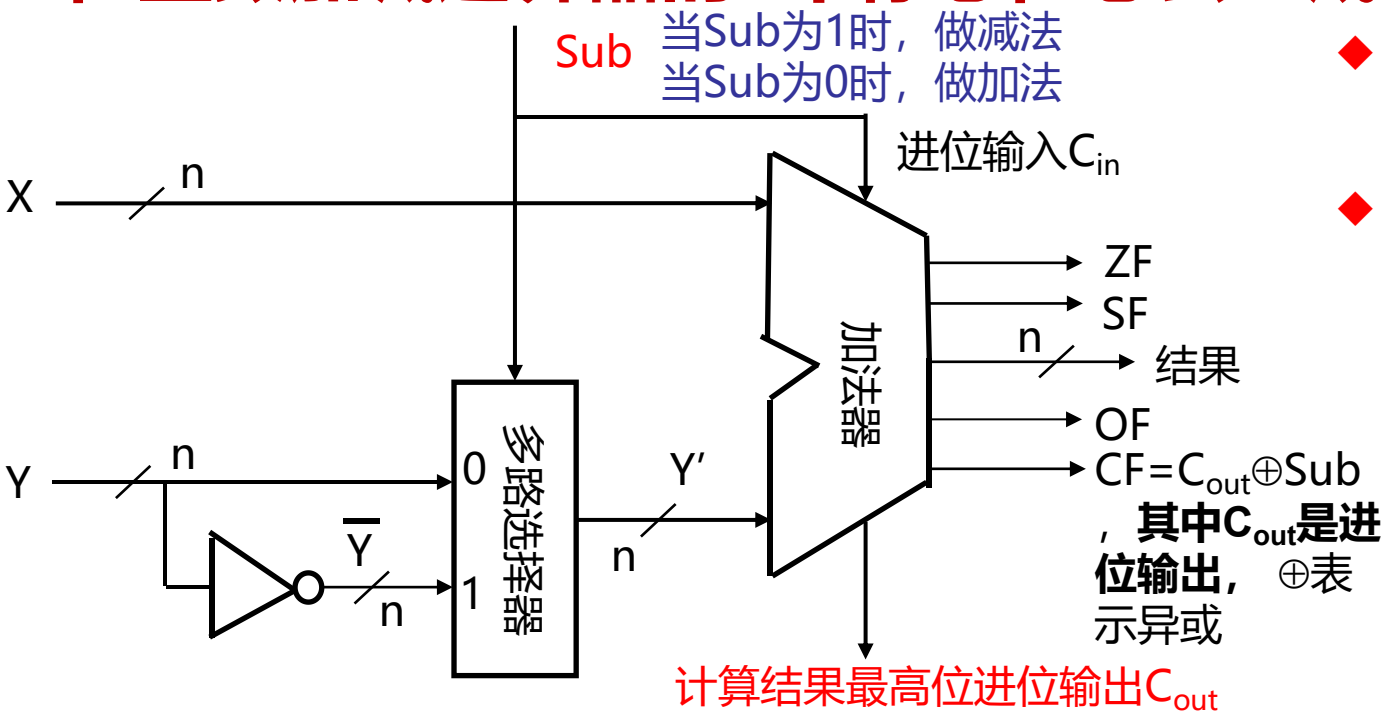 Sub
当Sub为1时，做减法
当Sub为0时，做加法
进位输入Cin
X
n
ZF
SF
n
结果
OF
CF=Cout⊕Sub
，其中Cout是进
位输出， ⊕表
示异或
加法器
Y
n
0
多路选择器
1
Y
n
Y’
n
计算结果最高位进位输出Cout